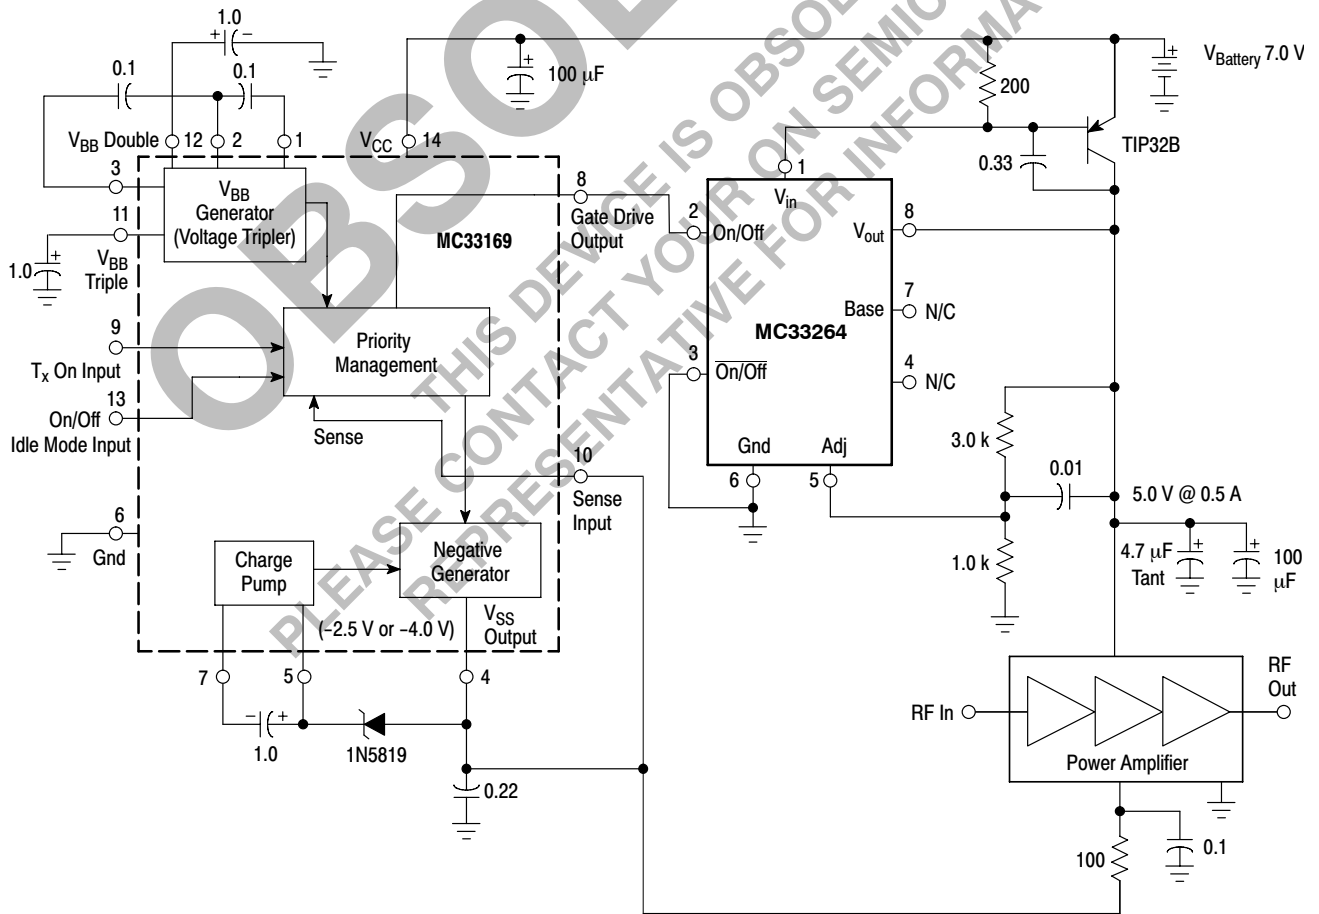 1.0
+ −
0.1
0.1
VBB Double
12
2
1
VCC
14
+
100 μF
200
+
VBattery 7.0 V
TIP32B
0.33
3
VBB
Generator
(Voltage Tripler)
11
VBB
Triple
+
1.0
MC33169
8
Gate Drive
Output
1
Vin
2
On/Off
Vout
8
Base
7
N/C
MC33264
3
On/Off
4
N/C
Gnd
Adj
6
5
9
Tx On Input
Priority
Management
13
On/Off
Idle Mode Input
Sense
10
Sense
Input
3.0 k
0.01
5.0 V @ 0.5 A
1.0 k
4.7 μF
Tant
+
+
100
μF
6
Gnd
Charge
Pump
Negative
Generator
(−2.5 V or −4.0 V)
VSS
Output
7
5
4
− +
1.0
1N5819
0.22
RF In
RF
Out
Power Amplifier
100
0.1
OBSOLE
THIS DEVICE IS OBSOL
PLEASE CONTACT YOUR ON SEMIC
REPRESENTATIVE FOR INFORMA